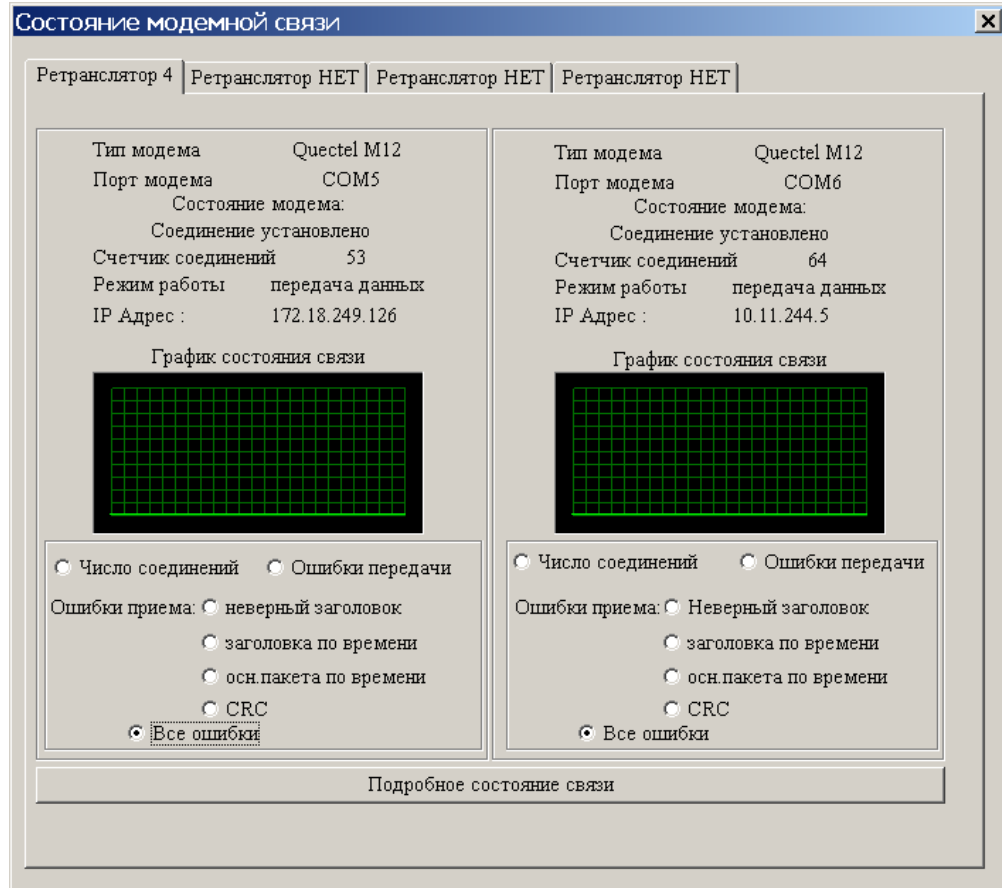 Состояние модемной связи
Ретранслятор 4 Ретранслятор НЕТ Ретранслятор НЕТ Ретранслятор НЕТ
Тип модема Quectel M12
Порт модема COM5
Состояние модема:
Соединение установлено
Счетчик соединений 53
Режим работы передача данных
IP Адрес : 172.18.249.126
График состояния связи
Число соединений Ошибки передачи
Ошибки приема: неверный заголовок
заголовка по времени
осн.пакета по времени
CRC
Все ошибки
Тип модема Quectel M12
Порт модема COM6
Состояние модема:
Соединение установлено
Счетчик соединений 64
Режим работы передача данных
IP Адрес : 10.11.244.5
График состояния связи
Число соединений Ошибки передачи
Ошибки приема: Неверный заголовок
заголовка по времени
осн.пакета по времени
CRC
Все ошибки
Подробное состояние связи